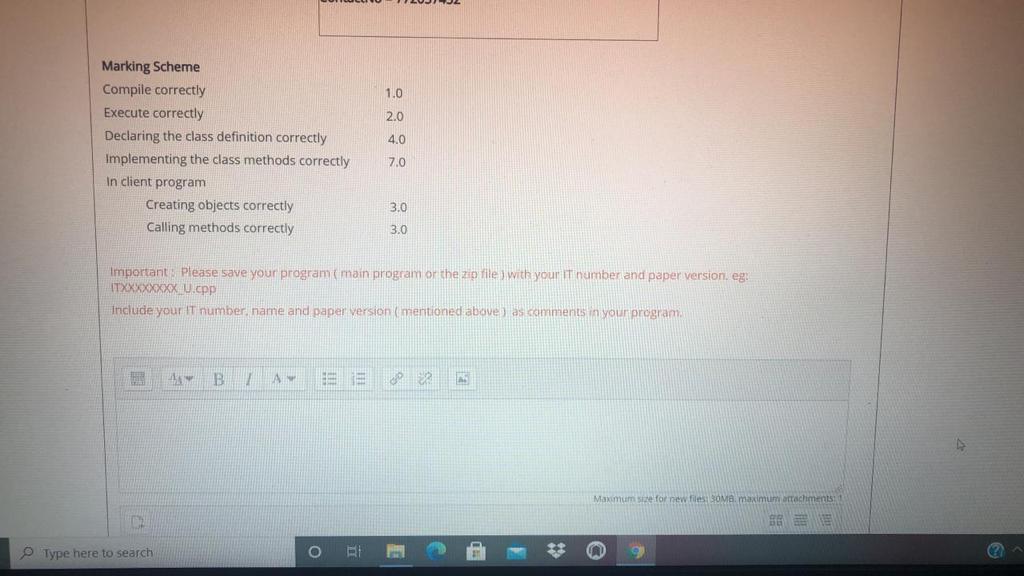 Marking Scheme
Compile correctly 1.0
Execute correctly 2.0
Declaring the class definition correctly 4.0
Implementing the class methods correctly 7.0
In client program
Creating objects correctly 3.0
Calling methods correctly 3.0
Important : Please save your program ( main program or the zip file ) with your IT number and paper version. eg:
ITXXXXXXXX_U.cpp
Include your IT number, name and paper version ( mentioned above ) as comments in your program.
B I A
Maximum size for new files: 30MB, maximum attachments: 1
Type here to search